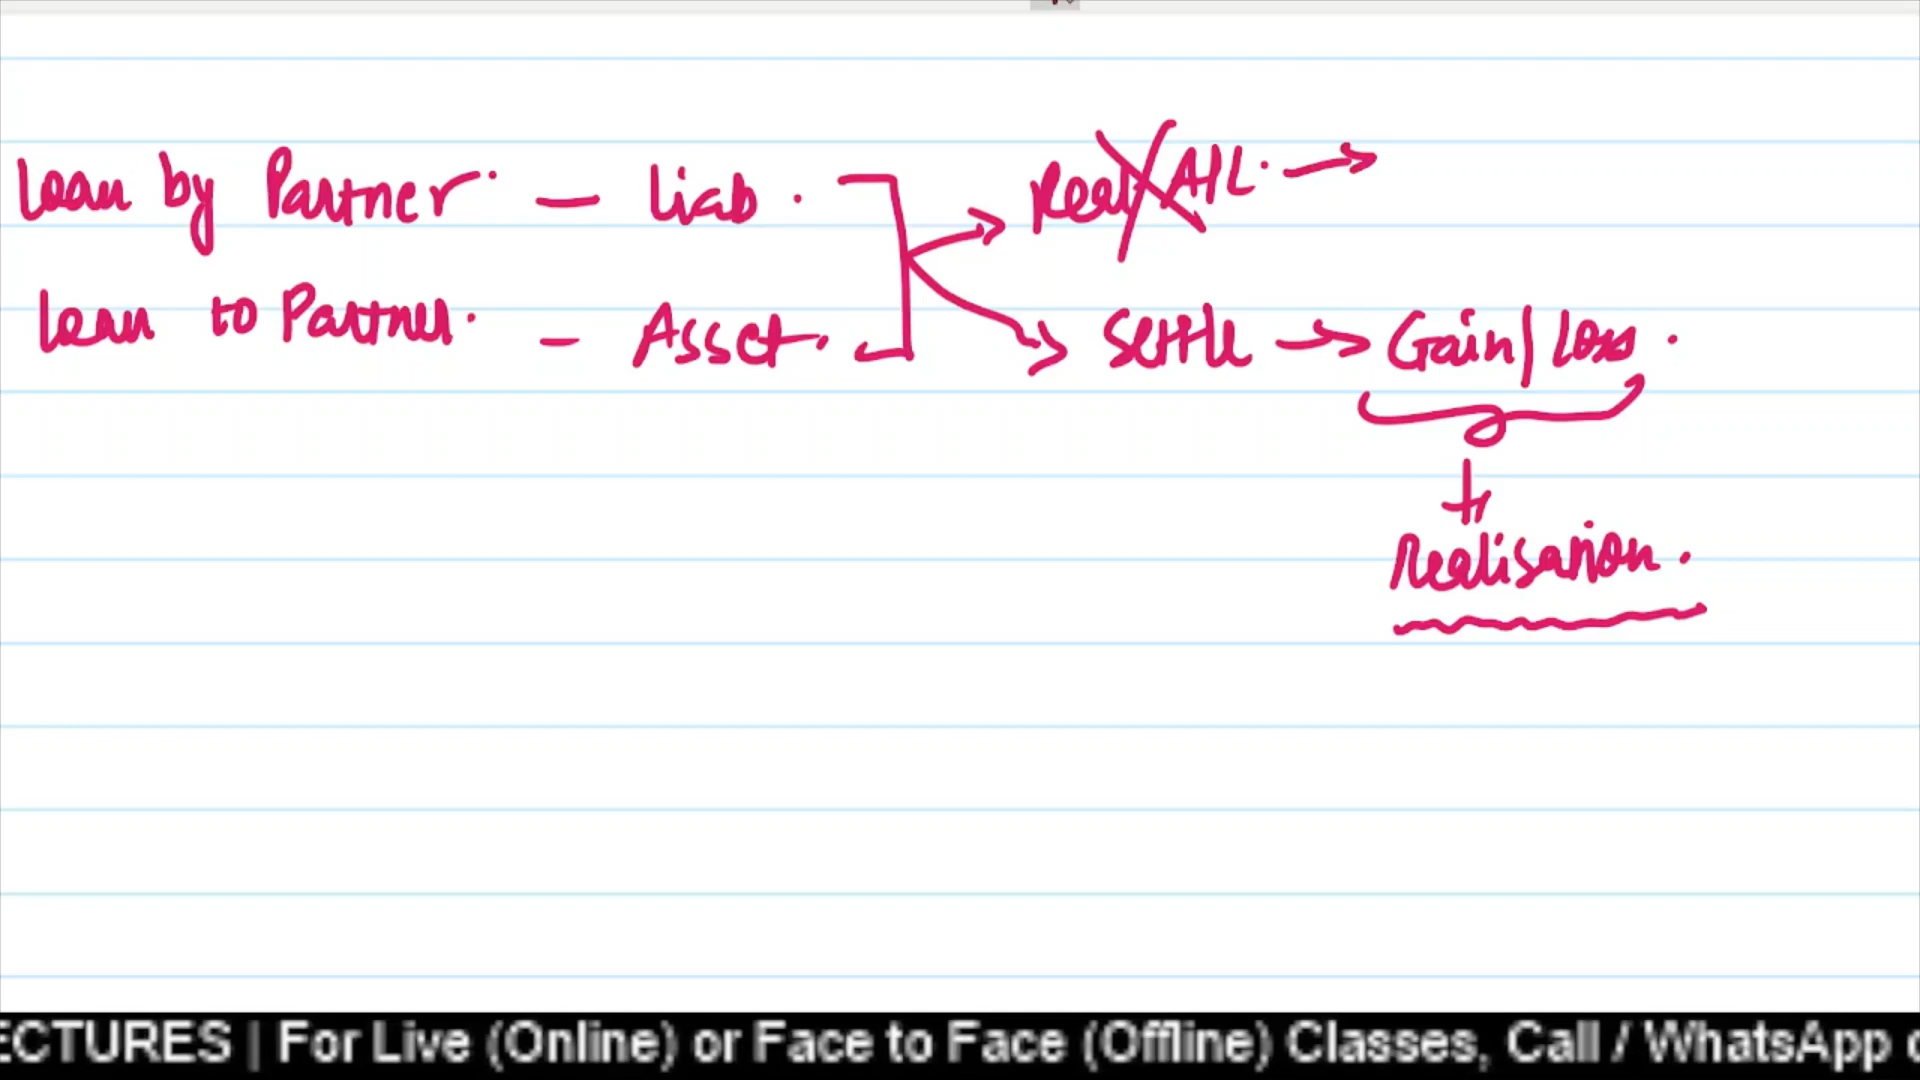 Loan by Partner. - Liab. Real A/c. →
Loan to Partner. - Asset. Settle → Gain/Loss.
tr
Realisation.
ECTURES | For Live (Online) or Face to Face (Offline) Classes, Call / WhatsApp